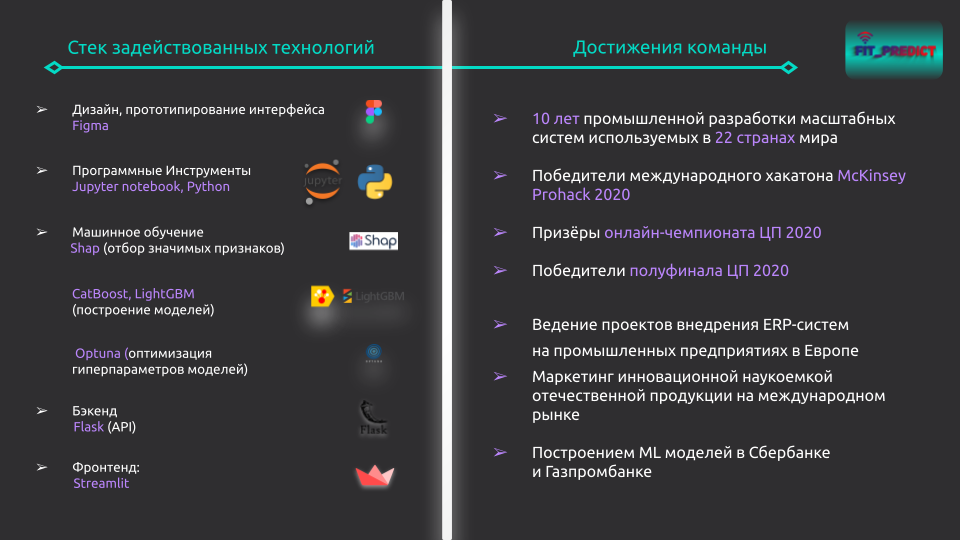 Стек задействованных технологий
➢ Дизайн, прототипирование интерфейса
Figma
➢ Программные Инструменты
Jupyter notebook, Python
jupyter
➢ Машинное обучение
Shap (отбор значимых признаков)
Shap
CatBoost, LightGBM
(построение моделей)
LightGBM
Optuna (оптимизация
гиперпараметров моделей)
➢ Бэкенд
Flask (API)
Flask
➢ Фронтенд:
Streamlit
Достижения команды
FIT_PREDICT
➢ 10 лет промышленной разработки масштабных
систем используемых в 22 странах мира
➢ Победители международного хакатона McKinsey
Prohack 2020
➢ Призёры онлайн-чемпионата ЦП 2020
➢ Победители полуфинала ЦП 2020
➢ Ведение проектов внедрения ERP-систем
на промышленных предприятиях в Европе
➢ Маркетинг инновационной наукоемкой
отечественной продукции на международном
рынке
➢ Построением ML моделей в Сбербанке
и Газпромбанке